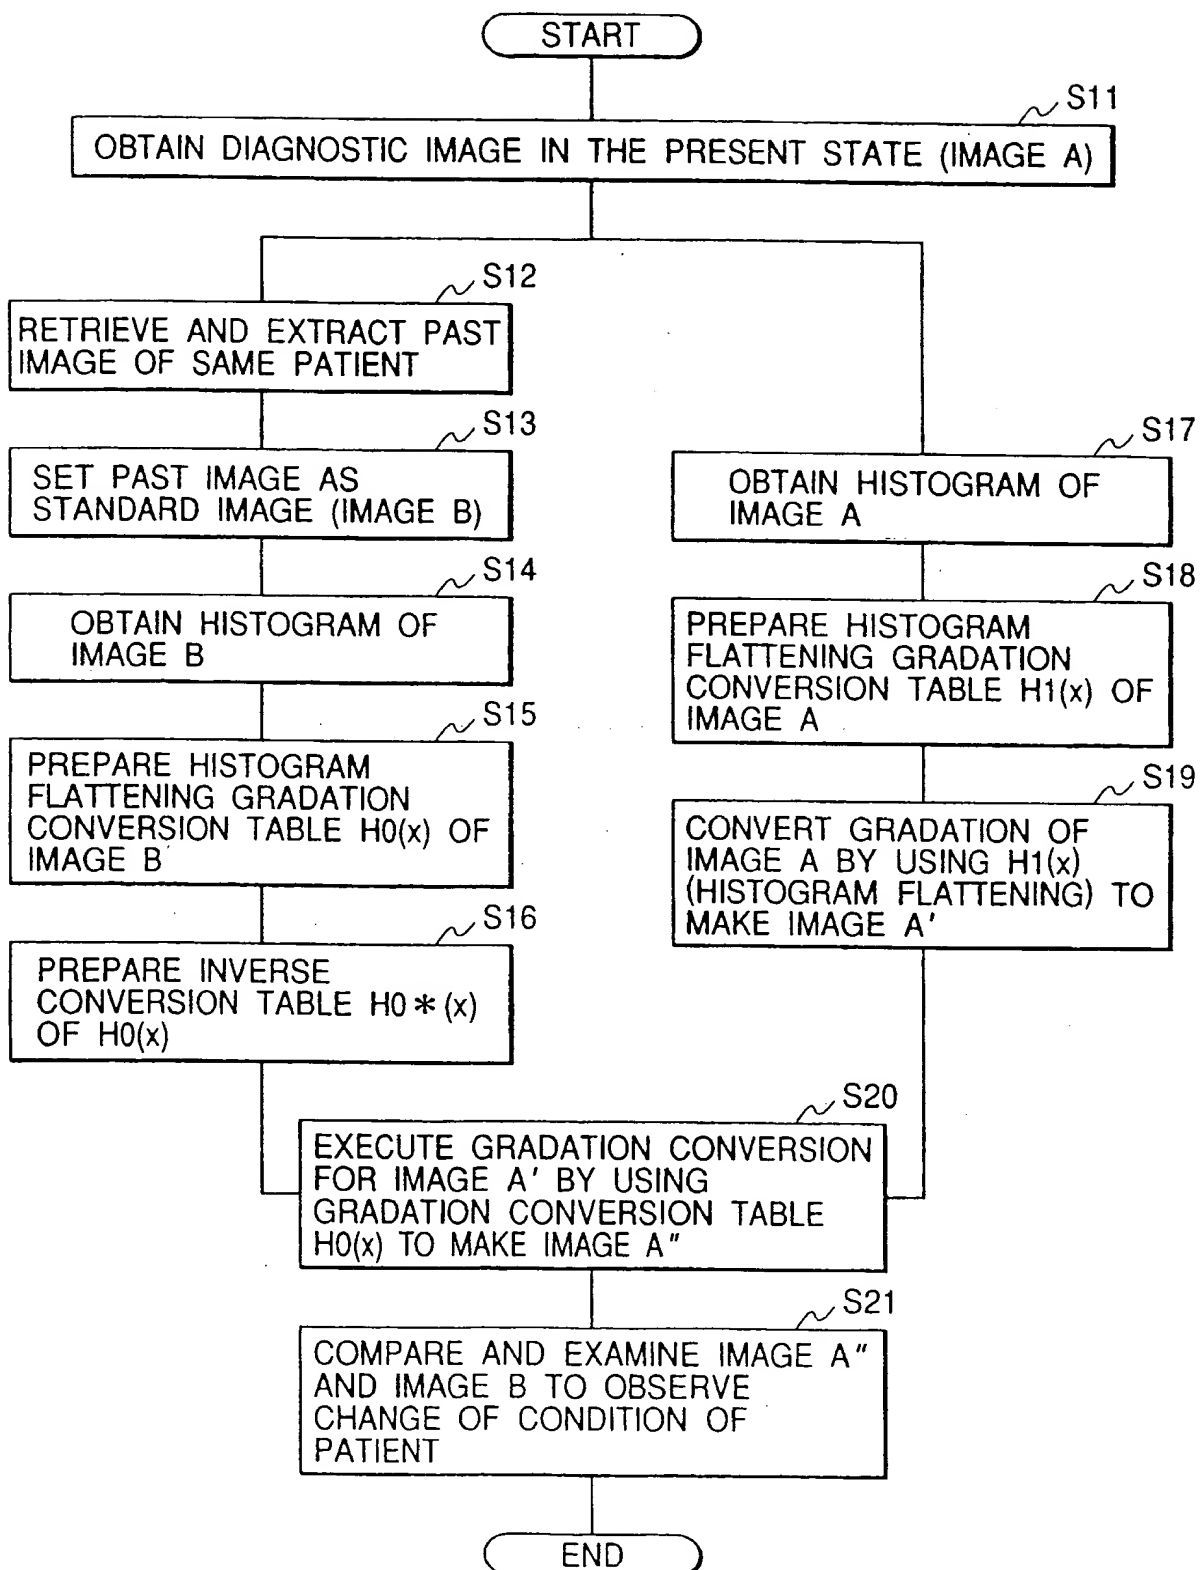 START
S11
OBTAIN DIAGNOSTIC IMAGE IN THE PRESENT STATE (IMAGE A)
S12
RETRIEVE AND EXTRACT PAST
IMAGE OF SAME PATIENT
S13
SET PAST IMAGE AS
STANDARD IMAGE (IMAGE B)
S14
OBTAIN HISTOGRAM OF
IMAGE B
S15
PREPARE HISTOGRAM
FLATTENING GRADATION
CONVERSION TABLE H0(x) OF
IMAGE B
S16
PREPARE INVERSE
CONVERSION TABLE H0*(x)
OF H0(x)
S17
OBTAIN HISTOGRAM OF
IMAGE A
S18
PREPARE HISTOGRAM
FLATTENING GRADATION
CONVERSION TABLE H1(x) OF
IMAGE A
S19
CONVERT GRADATION OF
IMAGE A BY USING H1(x)
(HISTOGRAM FLATTENING) TO
MAKE IMAGE A'
S20
EXECUTE GRADATION CONVERSION
FOR IMAGE A' BY USING
GRADATION CONVERSION TABLE
H0(x) TO MAKE IMAGE A"
S21
COMPARE AND EXAMINE IMAGE A"
AND IMAGE B TO OBSERVE
CHANGE OF CONDITION OF
PATIENT
END